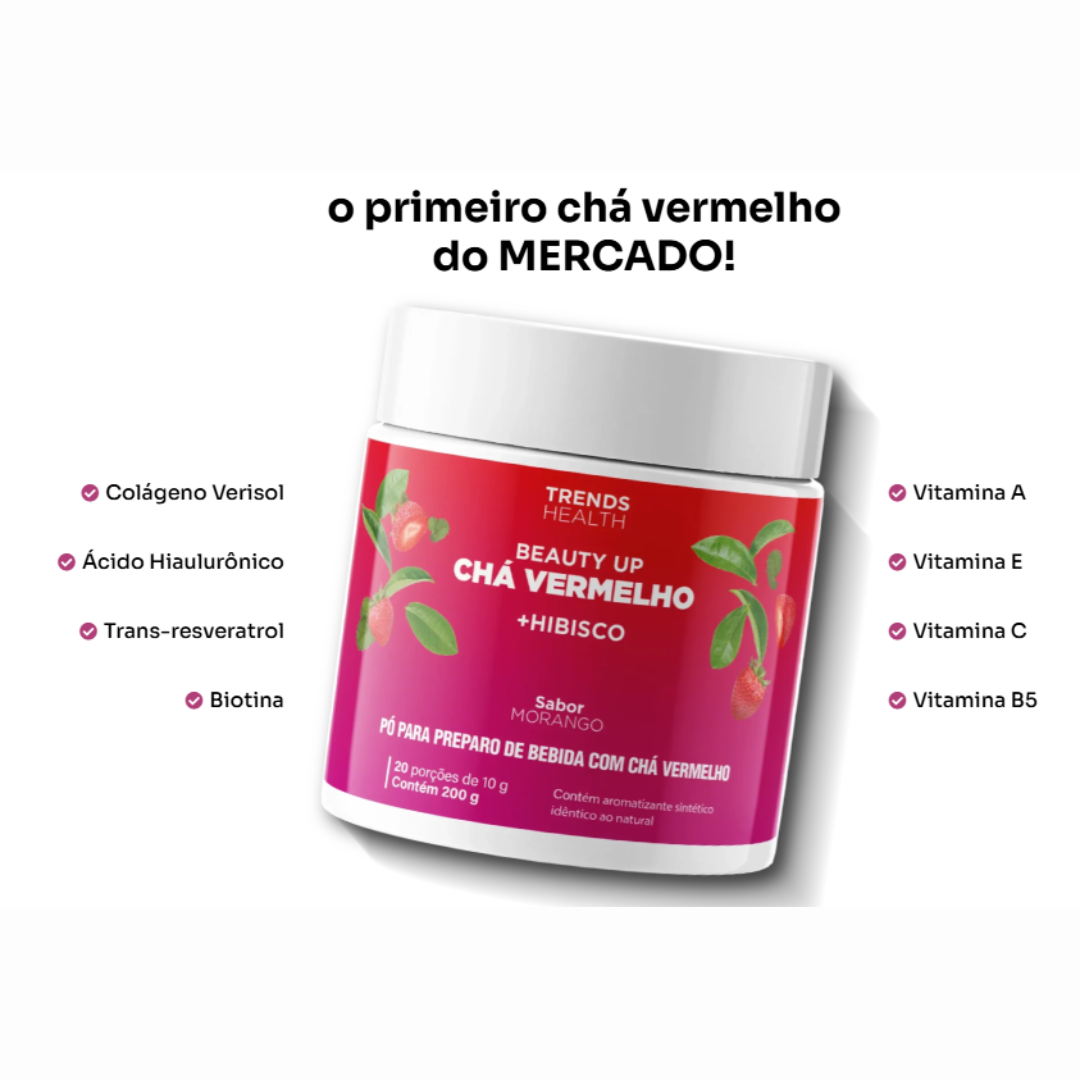 o primeiro chá vermelho
do MERCADO!
Colágeno Verisol
Ácido Hiaulurônico
Trans-resveratrol
Biotina
TRENDS
HEALTH
BEAUTY UP
CHÁ VERMELHO
+HIBISCO
Sabor
MORANGO
PÓ PARA PREPARO DE BEBIDA COM CHÁ VERMELHO
20 porções de 10 g
Contém 200 g
Contém aromatizante sintético
idêntico ao natural
Vitamina A
Vitamina E
Vitamina C
Vitamina B5